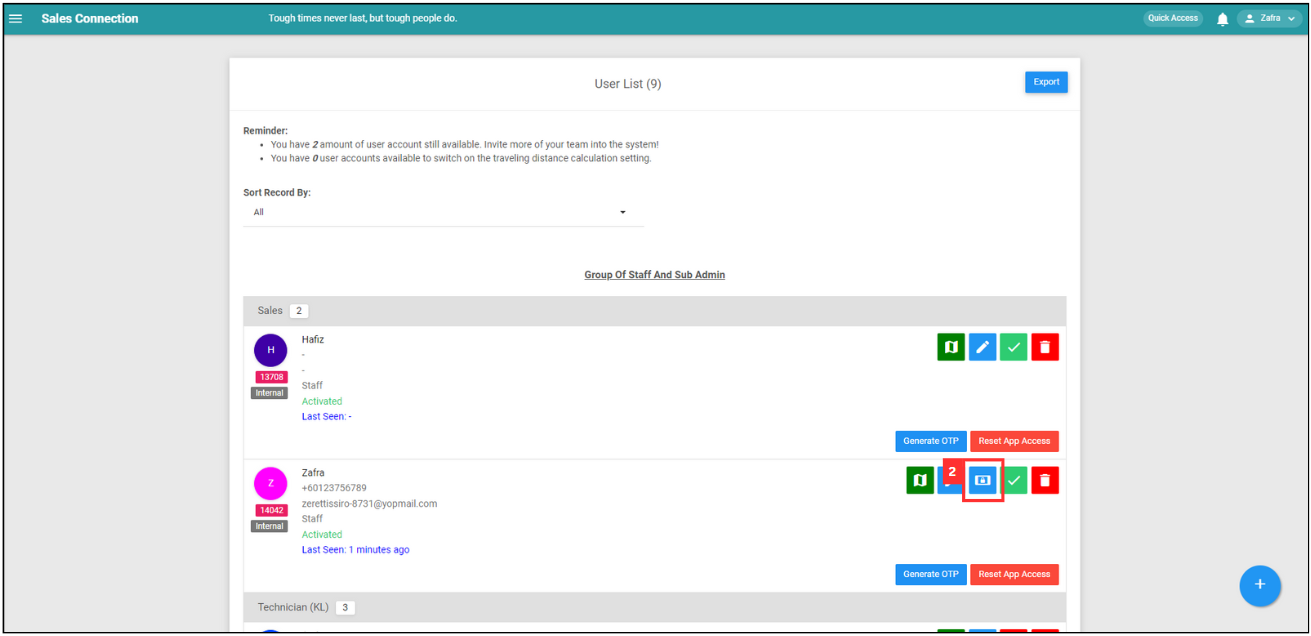 Sales Connection
Tough times never last, but tough people do.
Quick Access
Zafra
User List (9)
Export
Reminder:
You have 2 amount of user account still available. Invite more of your team into the system!
You have 0 user accounts available to switch on the traveling distance calculation setting.
Sort Record By:
All
Group Of Staff And Sub Admin
Sales 2
H
13708
Internal
Hafiz
-
-
Staff
Activated
Last Seen: -
Generate OTP Reset App Access
Z
14042
Internal
Zafra
+60123756789
zerettissiro-8731@yopmail.com
Staff
Activated
Last Seen: 1 minutes ago
2
Generate OTP Reset App Access
+
Technician (KL) 3